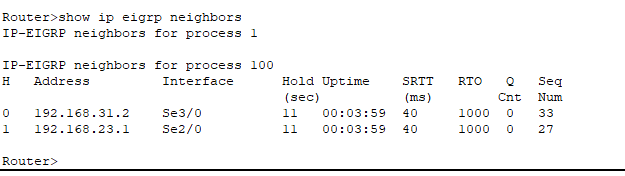 Router>show ip eigrp neighbors
IP-EIGRP neighbors for process 1
IP-EIGRP neighbors for process 100
H   Address         Interface      Hold Uptime    SRTT   RTO   Q   Seq
                                   (sec)          (ms)        Cnt  Num
0   192.168.31.2    Se3/0          11   00:03:59  40     1000  0   33
1   192.168.23.1    Se2/0          11   00:03:59  40     1000  0   27
Router>